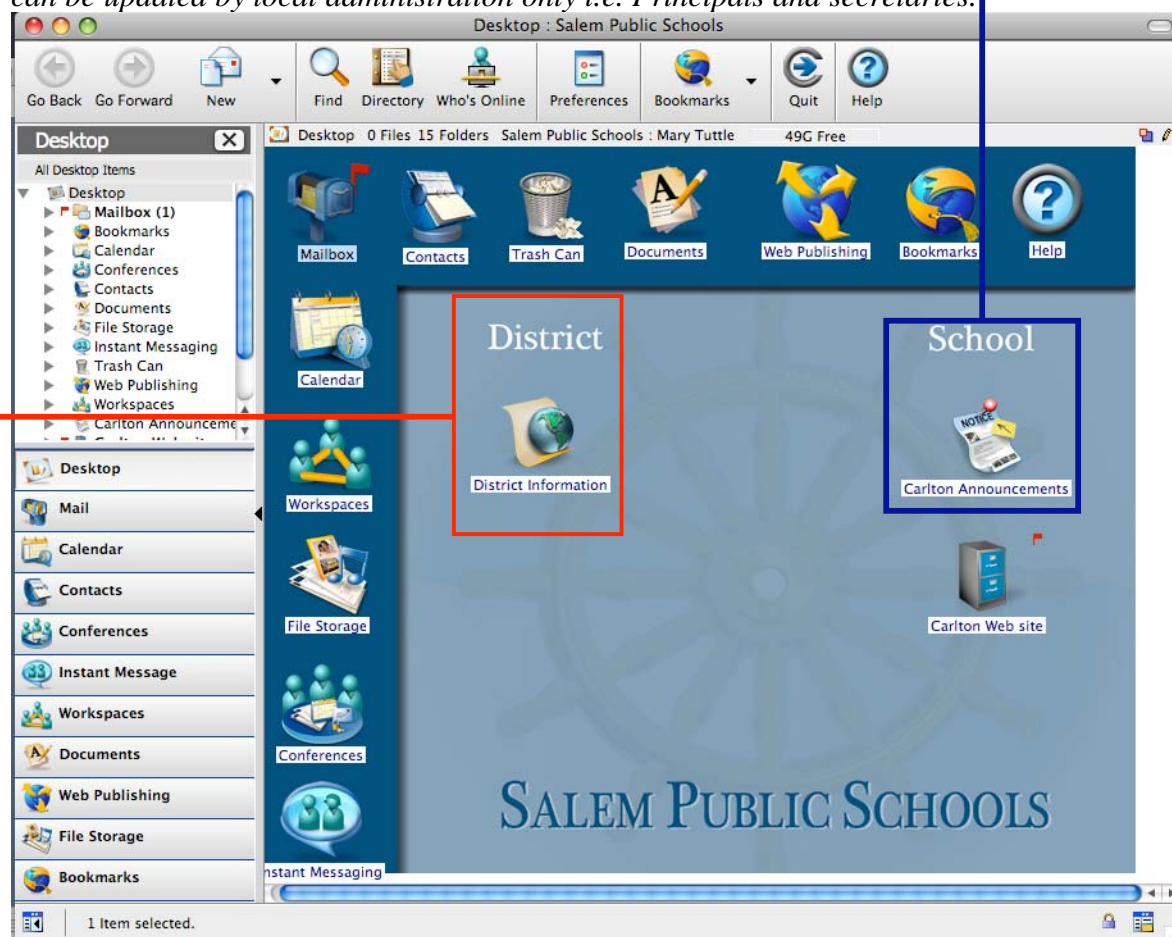 can be updated by local administration only i.e. Principals and secretaries.
Desktop : Salem Public Schools
Go Back Go Forward New Find Directory Who's Online Preferences Bookmarks Quit Help
Desktop
Desktop 0 Files 15 Folders Salem Public Schools : Mary Tuttle 49G Free
All Desktop Items
Desktop
Mailbox (1)
Bookmarks
Calendar
Conferences
Contacts
Documents
File Storage
Instant Messaging
Trash Can
Web Publishing
Workspaces
Carlton Announceme
Desktop
Mail
Calendar
Contacts
Conferences
Instant Message
Workspaces
Documents
Web Publishing
File Storage
Bookmarks
Mailbox
Contacts
Trash Can
Documents
Web Publishing
Bookmarks
Help
Calendar
Workspaces
File Storage
Conferences
nstant Messaging
District
District Information
School
NOTICE
Carlton Announcements
Carlton Web site
SALEM PUBLIC SCHOOLS
1 Item selected.